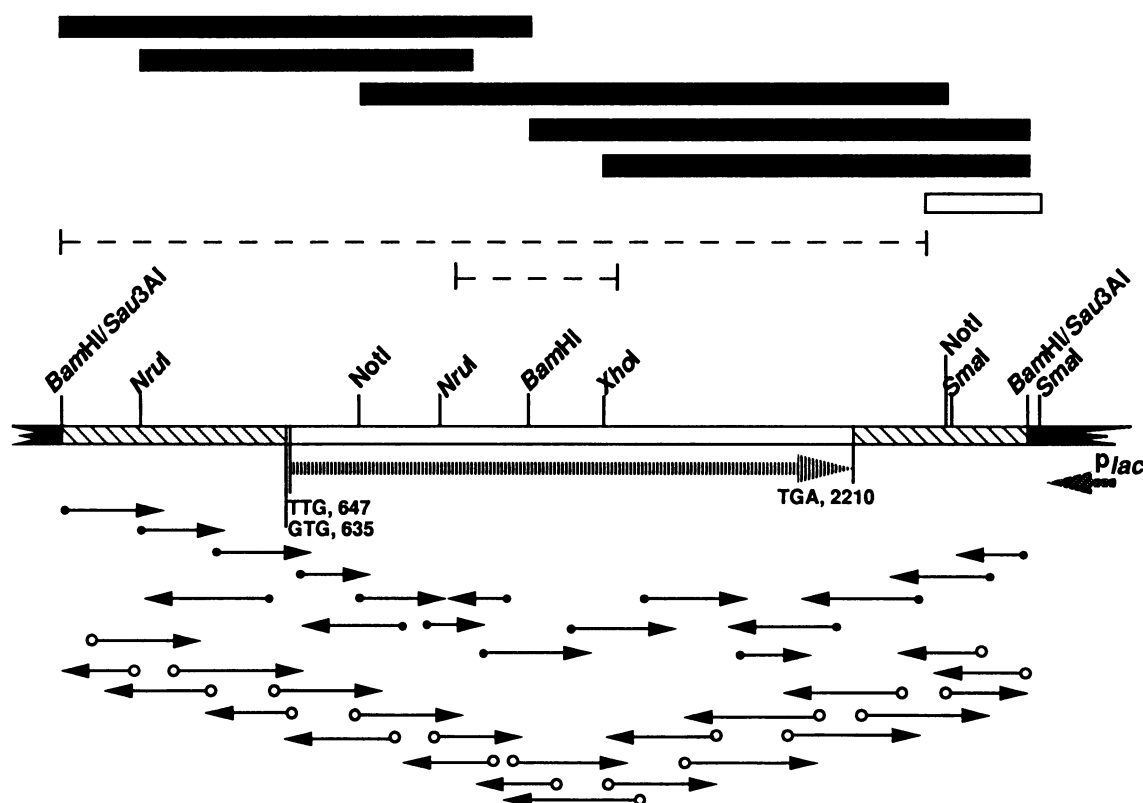 BamHI/Sau3AI
NruI
NotI
NruI
BamHI
XhoI
NotI
SmaI
BamHI/Sau3AI
SmaI
plac
TTG, 647
GTG, 635
TGA, 2210